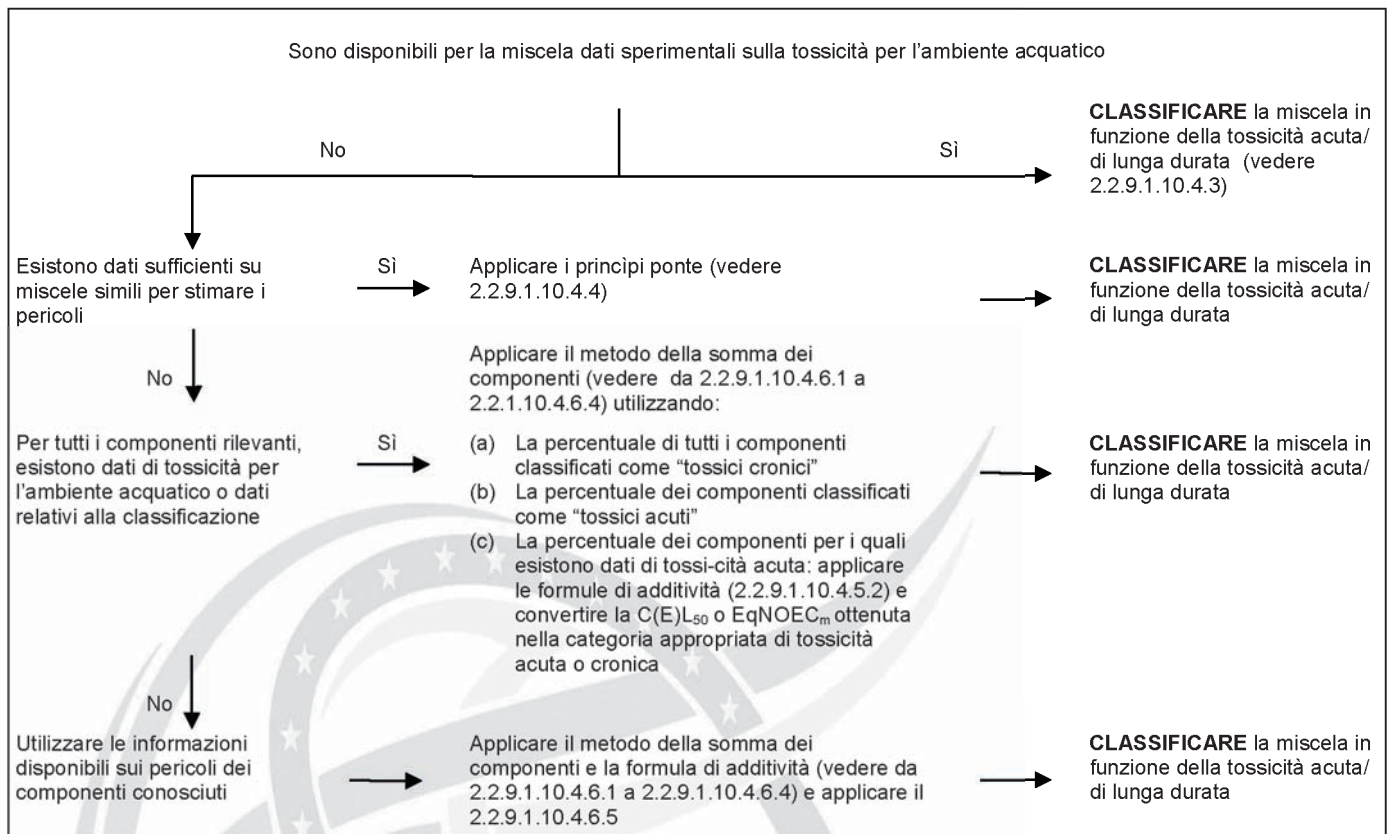 Sono disponibili per la miscela dati sperimentali sulla tossicità per l'ambiente acquatico
No
Sì
CLASSIFICARE la miscela in
funzione della tossicità acuta/
di lunga durata (vedere
2.2.9.1.10.4.3)
Esistono dati sufficienti su
miscele simili per stimare i
pericoli
Sì
Applicare i princìpi ponte (vedere
2.2.9.1.10.4.4)
CLASSIFICARE la miscela in
funzione della tossicità acuta/
di lunga durata
No
Applicare il metodo della somma dei
componenti (vedere da 2.2.9.1.10.4.6.1 a
2.2.1.10.4.6.4) utilizzando:
Per tutti i componenti rilevanti,
esistono dati di tossicità per
l'ambiente acquatico o dati
relativi alla classificazione
Sì
(a) La percentuale di tutti i componenti
classificati come "tossici cronici"
(b) La percentuale dei componenti classificati
come "tossici acuti"
(c) La percentuale dei componenti per i quali
esistono dati di tossi-cità acuta: applicare
le formule di additività (2.2.9.1.10.4.5.2) e
convertire la C(E)L50 o EqNOECm ottenuta
nella categoria appropriata di tossicità
acuta o cronica
CLASSIFICARE la miscela in
funzione della tossicità acuta/
di lunga durata
No
Utilizzare le informazioni
disponibili sui pericoli dei
componenti conosciuti
Applicare il metodo della somma dei
componenti e la formula di additività (vedere da
2.2.9.1.10.4.6.1 a 2.2.9.1.10.4.6.4) e applicare il
2.2.9.1.10.4.6.5
CLASSIFICARE la miscela in
funzione della tossicità acuta/
di lunga durata